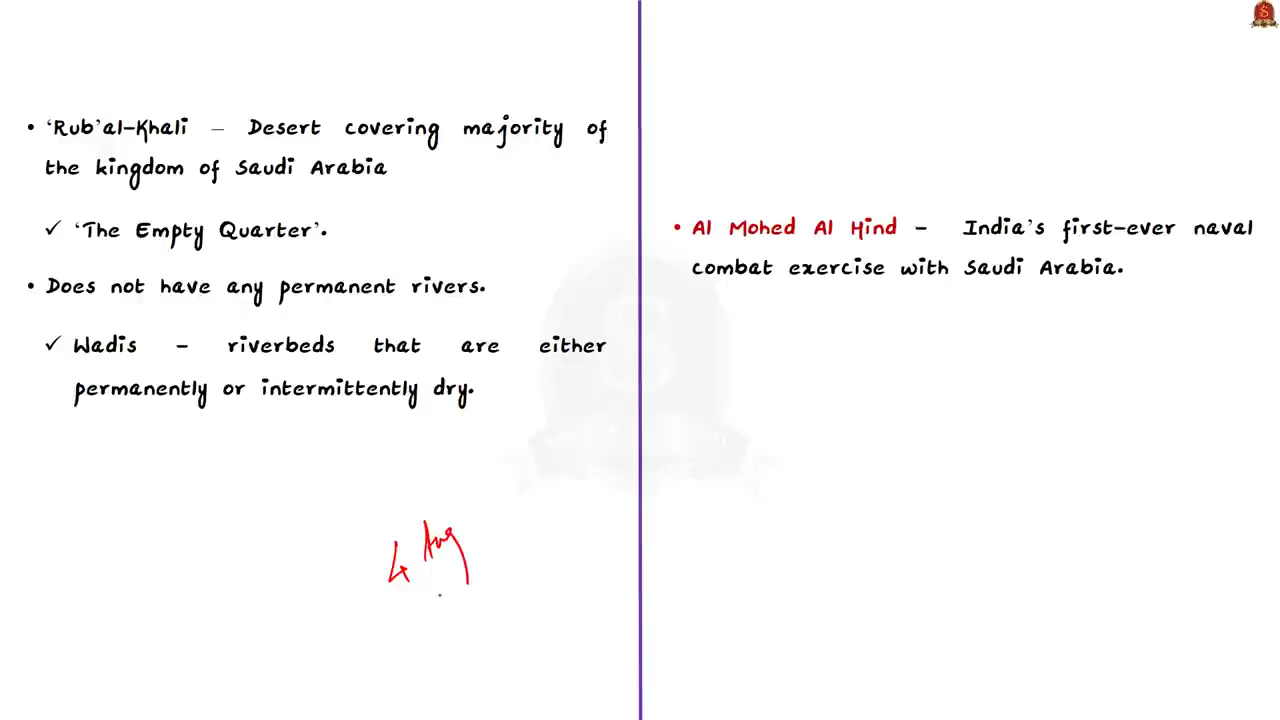 • ‘Rub’al-Khali – Desert covering majority of
the kingdom of Saudi Arabia
✓ ‘The Empty Quarter’.
• Does not have any permanent rivers.
✓ Wadis - riverbeds that are either
permanently or intermittently dry.
4 Aug
• Al Mohed Al Hind - India’s first-ever naval
combat exercise with Saudi Arabia.
S
S